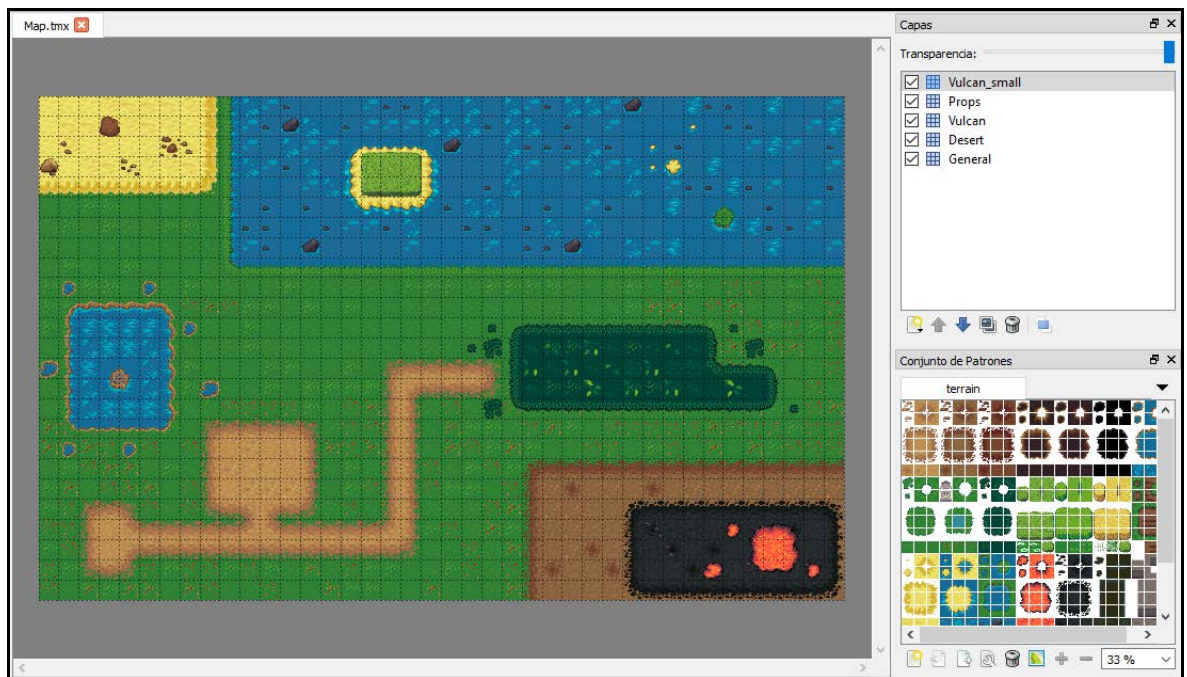 Map.tmx
Capas
Transparencia:
Vulcan_small
Props
Vulcan
Desert
General
Conjunto de Patrones
terrain
33 %